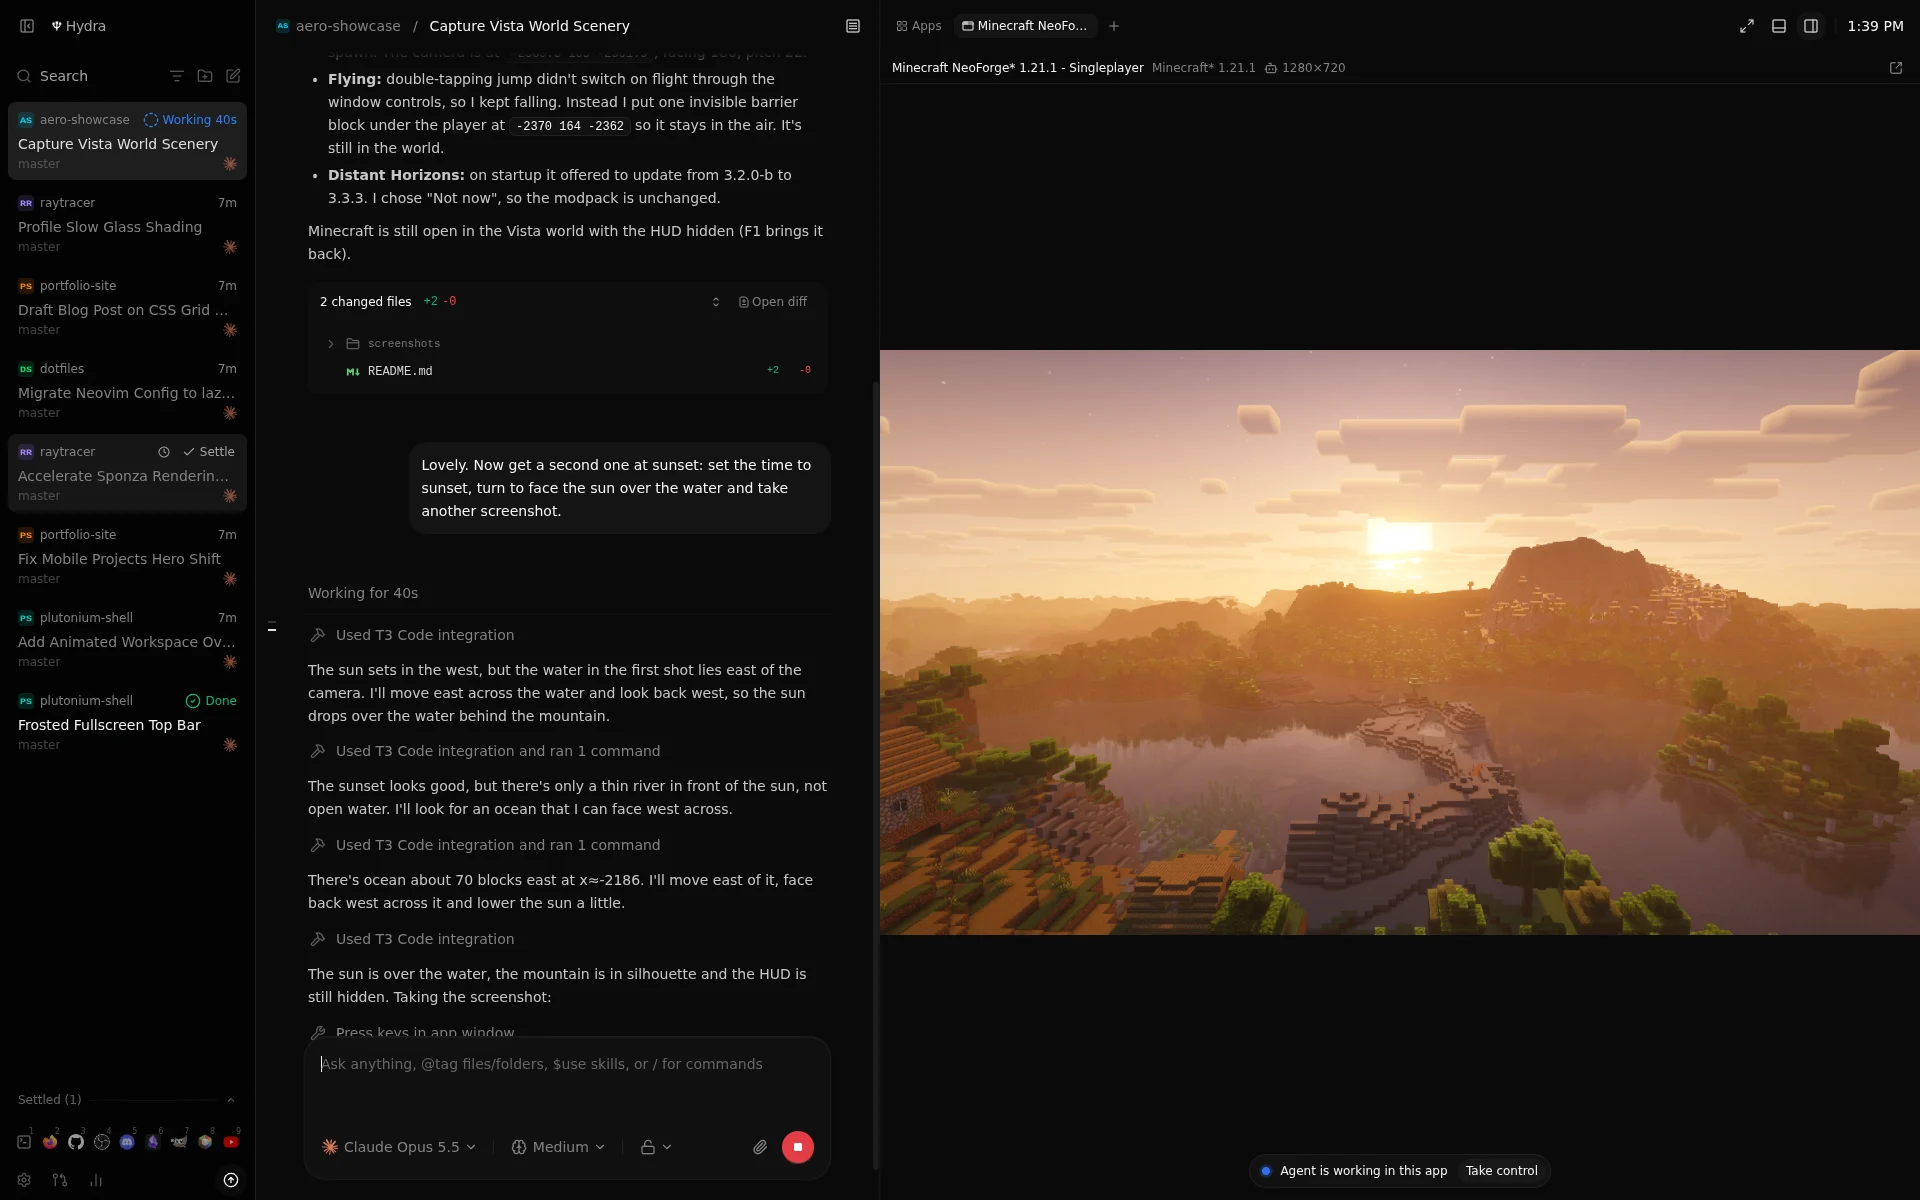 Hydra
Search
AS aero-showcase Working 40s
Capture Vista World Scenery
master
RR raytracer 7m
Profile Slow Glass Shading
master
PS portfolio-site 7m
Draft Blog Post on CSS Grid ...
master
DS dotfiles 7m
Migrate Neovim Config to laz...
master
RR raytracer Settle
Accelerate Sponza Renderin...
master
PS portfolio-site 7m
Fix Mobile Projects Hero Shift
master
PS plutonium-shell 7m
Add Animated Workspace Ov...
master
PS plutonium-shell Done
Frosted Fullscreen Top Bar
master
Settled (1)
1 2 3 4 5 6 7 8 9
AS aero-showcase / Capture Vista World Scenery
• Flying: double-tapping jump didn't switch on flight through the
window controls, so I kept falling. Instead I put one invisible barrier
block under the player at -2370 164 -2362 so it stays in the air. It's
still in the world.
• Distant Horizons: on startup it offered to update from 3.2.0-b to
3.3.3. I chose "Not now", so the modpack is unchanged.
Minecraft is still open in the Vista world with the HUD hidden (F1 brings it
back).
2 changed files +2 -0 Open diff
screenshots
README.md +2 -0
Lovely. Now get a second one at sunset: set the time to
sunset, turn to face the sun over the water and take
another screenshot.
Working for 40s
Used T3 Code integration
The sun sets in the west, but the water in the first shot lies east of the
camera. I'll move east across the water and look back west, so the sun
drops over the water behind the mountain.
Used T3 Code integration and ran 1 command
The sunset looks good, but there's only a thin river in front of the sun, not
open water. I'll look for an ocean that I can face west across.
Used T3 Code integration and ran 1 command
There's ocean about 70 blocks east at x≈-2186. I'll move east of it, face
back west across it and lower the sun a little.
Used T3 Code integration
The sun is over the water, the mountain is in silhouette and the HUD is
still hidden. Taking the screenshot:
Press keys in app window
Ask anything, @tag files/folders, $use skills, or / for commands
Claude Opus 5.5 Medium
Apps Minecraft NeoFo... 1:39 PM
Minecraft NeoForge* 1.21.1 - Singleplayer Minecraft* 1.21.1 1280×720
Agent is working in this app Take control